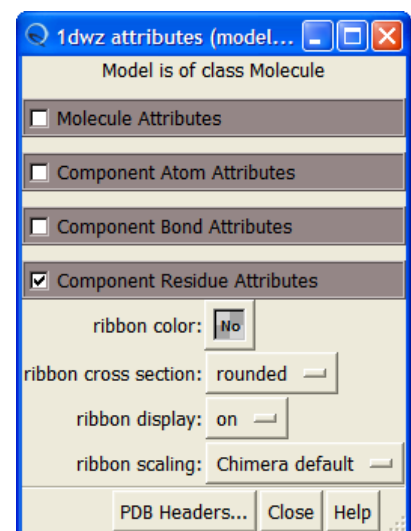 1dwz attributes (model...
Model is of class Molecule
Molecule Attributes
Component Atom Attributes
Component Bond Attributes
Component Residue Attributes
ribbon color: No
ribbon cross section: rounded
ribbon display: on
ribbon scaling: Chimera default
PDB Headers... Close Help